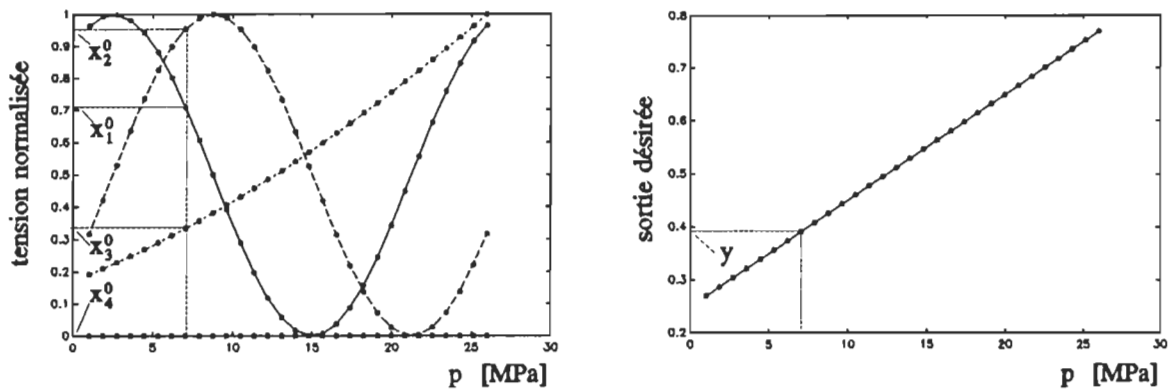 tension normalisée
1
0.9
0.8
0.7
0.6
0.5
0.4
0.3
0.2
0.1
0
x₂⁰
x₁⁰
x₃⁰
x₄⁰
0 5 10 15 20 25 30
p [MPa]
sortie désirée
0.8
0.7
0.6
0.5
0.4
0.3
0.2
y
0 5 10 15 20 25 30
p [MPa]